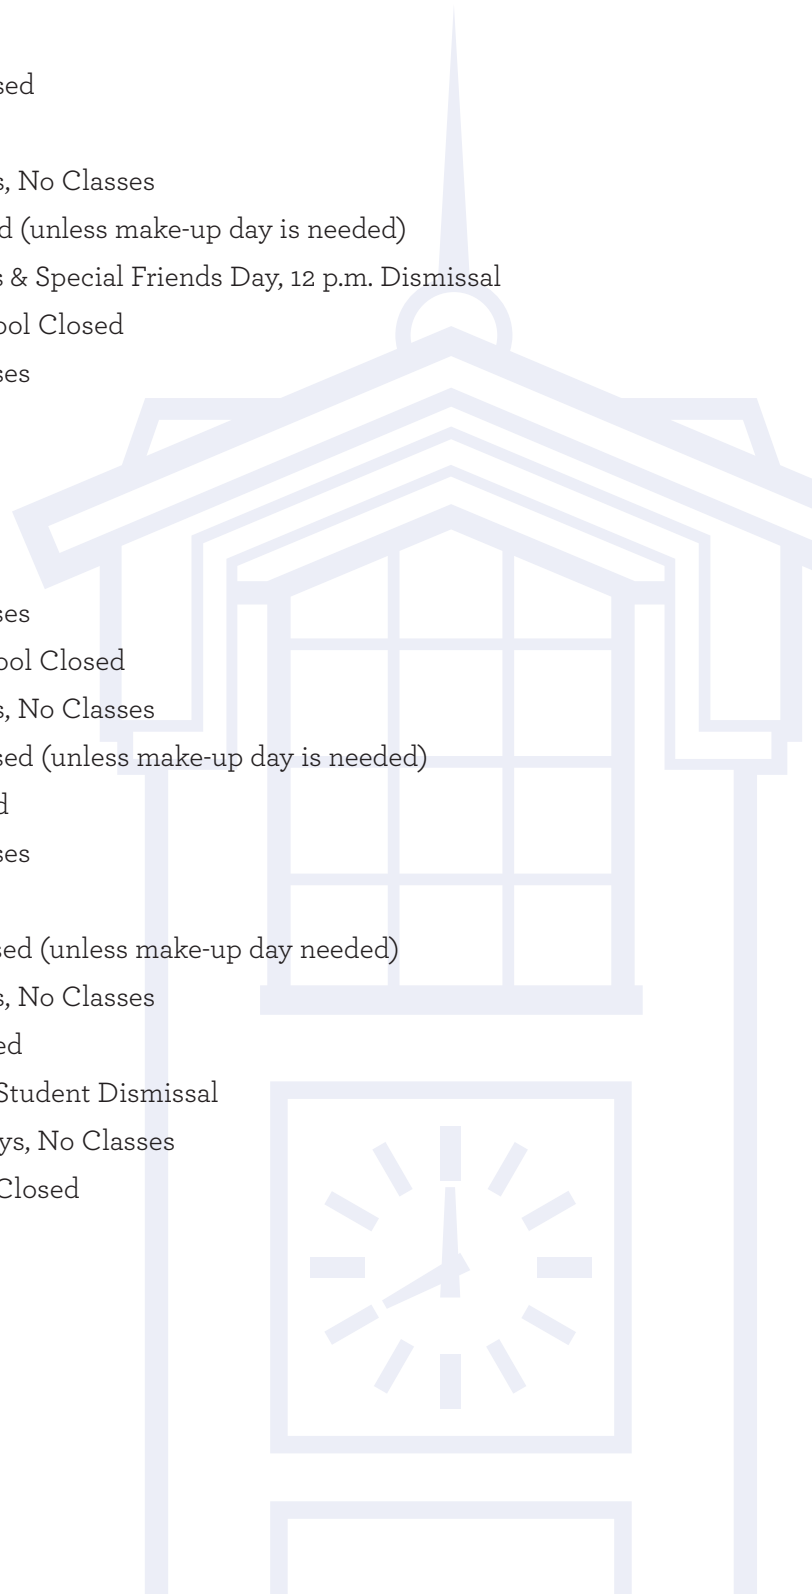 sed
s, No Classes
d (unless make-up day is needed)
s & Special Friends Day, 12 p.m. Dismissal
ool Closed
ses
ses
ool Closed
s, No Classes
sed (unless make-up day is needed)
d
ses
sed (unless make-up day needed)
s, No Classes
ed
Student Dismissal
ys, No Classes
Closed